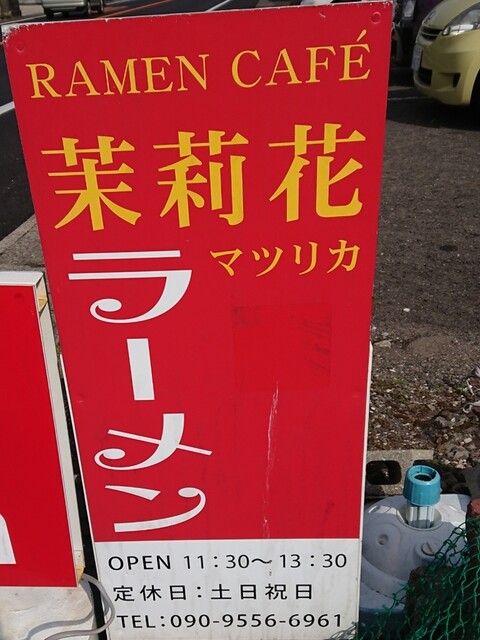 RAMEN CAFÉ
茉莉花
マツリカ
ラーメン
OPEN 11：30～13：30
定休日：土日祝日
TEL：090-9556-6961